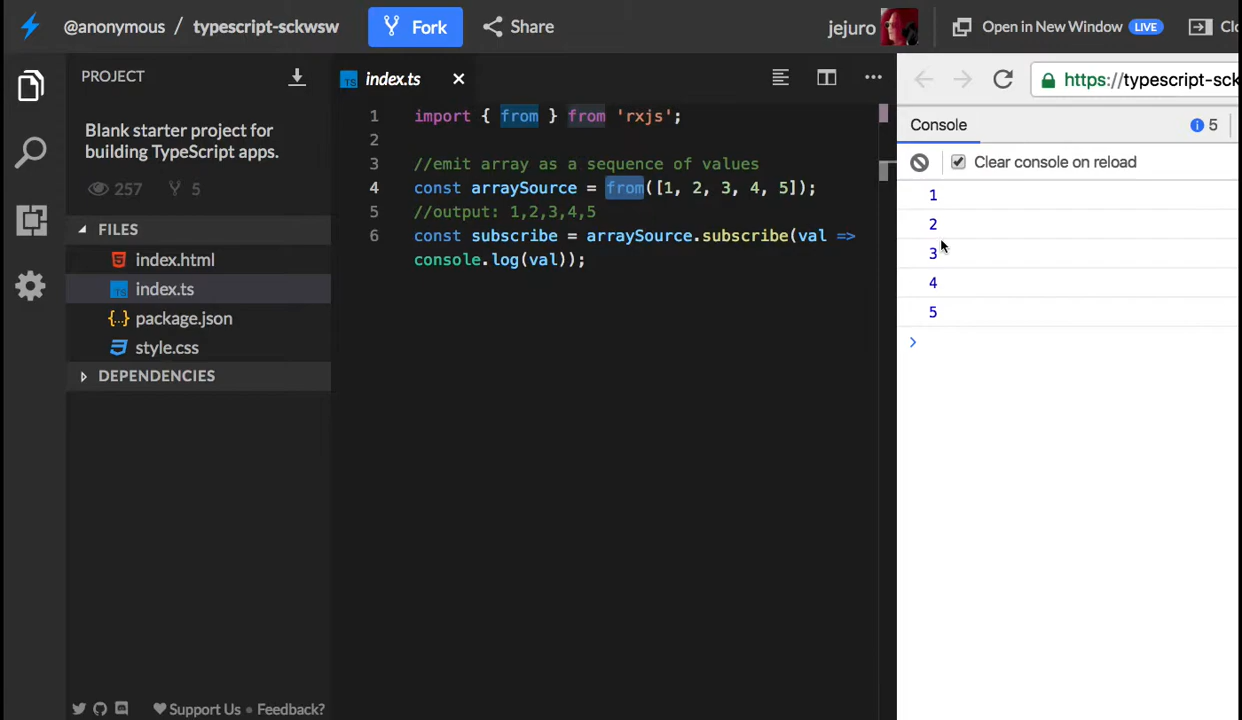 @anonymous / typescript-sckwsw Fork Share jejuro Open in New Window LIVE
PROJECT
Blank starter project for
building TypeScript apps.
257 5
FILES
index.html
index.ts
package.json
style.css
DEPENDENCIES
Support Us • Feedback?
index.ts
1 import { from } from 'rxjs';
2
3 //emit array as a sequence of values
4 const arraySource = from([1, 2, 3, 4, 5]);
5 //output: 1,2,3,4,5
6 const subscribe = arraySource.subscribe(val =>
console.log(val));
https://typescript-sck
Console 5
Clear console on reload
1
2
3
4
5
>